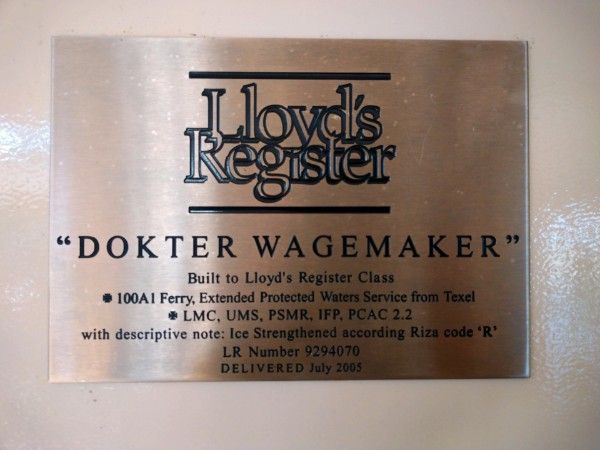 Lloyd's
Register
“DOKTER WAGEMAKER”
Built to Lloyd's Register Class
✠ 100A1 Ferry, Extended Protected Waters Service from Texel
✠ LMC, UMS, PSMR, IFP, PCAC 2.2
with descriptive note: Ice Strengthened according Riza code ‘R’
LR Number 9294070
DELIVERED July 2005